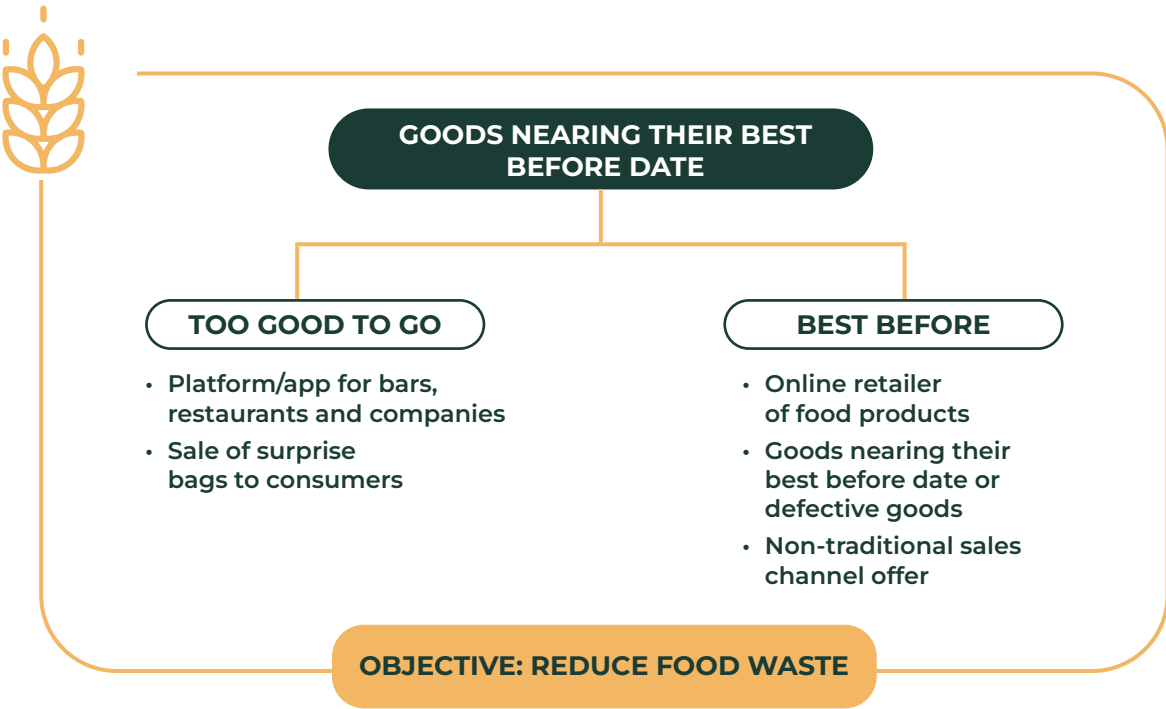 GOODS NEARING THEIR BEST
BEFORE DATE
TOO GOOD TO GO
• Platform/app for bars,
restaurants and companies
• Sale of surprise
bags to consumers
BEST BEFORE
• Online retailer
of food products
• Goods nearing their
best before date or
defective goods
• Non-traditional sales
channel offer
OBJECTIVE: REDUCE FOOD WASTE